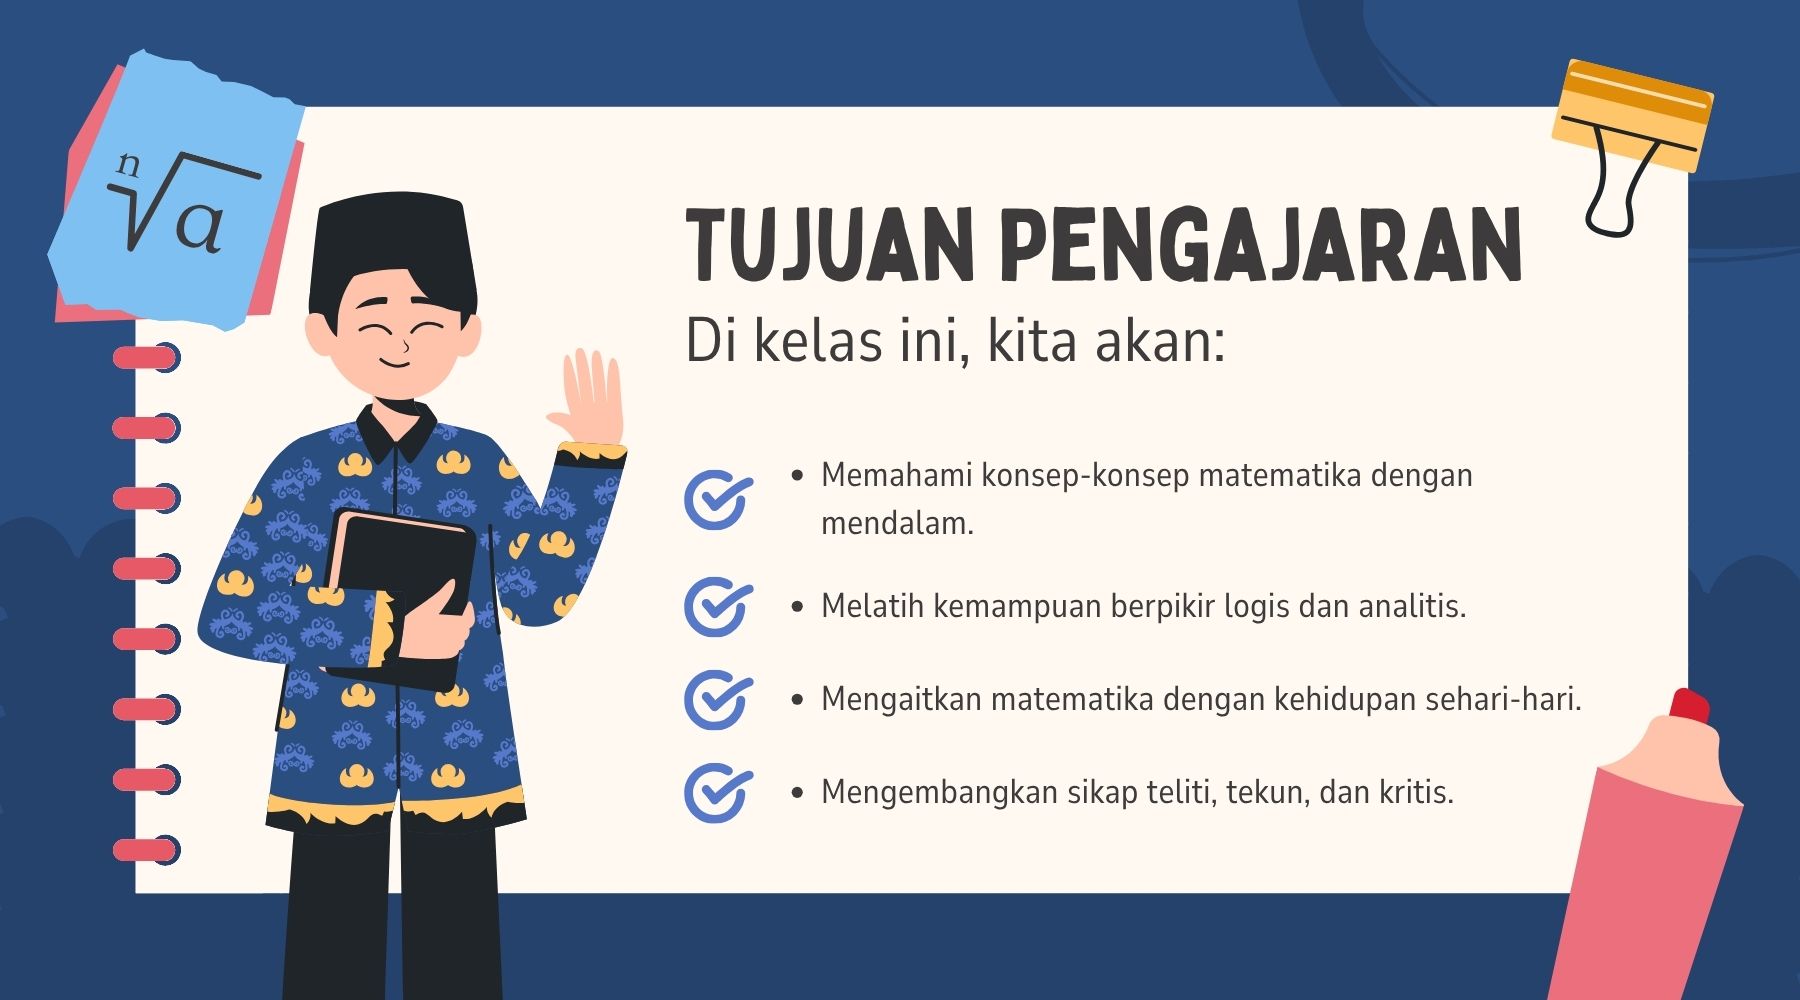 n√a
TUJUAN PENGAJARAN
Di kelas ini, kita akan:
• Memahami konsep-konsep matematika dengan
mendalam.
• Melatih kemampuan berpikir logis dan analitis.
• Mengaitkan matematika dengan kehidupan sehari-hari.
• Mengembangkan sikap teliti, tekun, dan kritis.